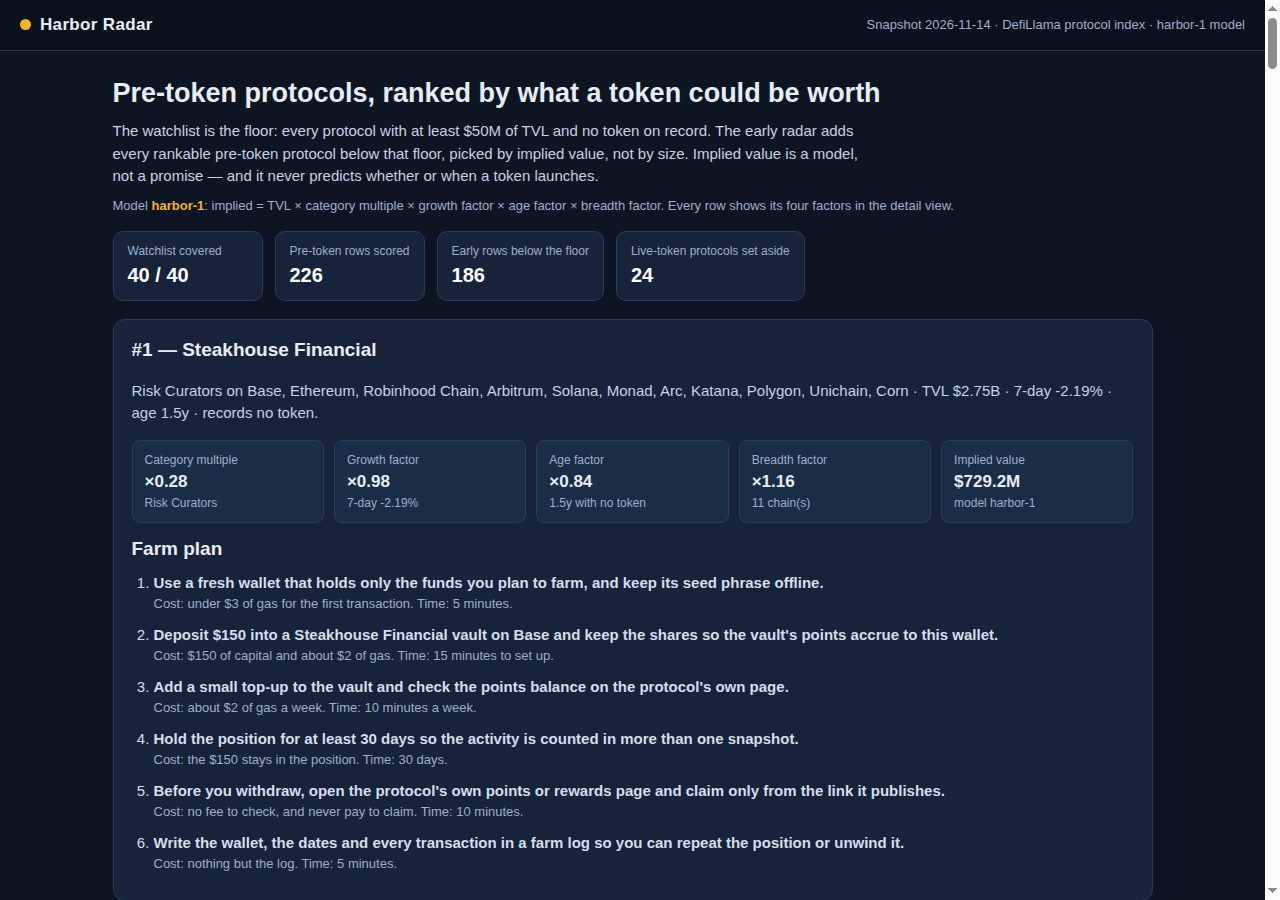 Harbor Radar
Snapshot 2026-11-14 · DefiLlama protocol index · harbor-1 model
Pre-token protocols, ranked by what a token could be worth
The watchlist is the floor: every protocol with at least $50M of TVL and no token on record. The early radar adds
every rankable pre-token protocol below that floor, picked by implied value, not by size. Implied value is a model,
not a promise — and it never predicts whether or when a token launches.
Model harbor-1: implied = TVL × category multiple × growth factor × age factor × breadth factor. Every row shows its four factors in the detail view.
Watchlist covered
40 / 40
Pre-token rows scored
226
Early rows below the floor
186
Live-token protocols set aside
24
#1 — Steakhouse Financial
Risk Curators on Base, Ethereum, Robinhood Chain, Arbitrum, Solana, Monad, Arc, Katana, Polygon, Unichain, Corn · TVL $2.75B · 7-day -2.19% ·
age 1.5y · records no token.
Category multiple
×0.28
Risk Curators
Growth factor
×0.98
7-day -2.19%
Age factor
×0.84
1.5y with no token
Breadth factor
×1.16
11 chain(s)
Implied value
$729.2M
model harbor-1
Farm plan
1. Use a fresh wallet that holds only the funds you plan to farm, and keep its seed phrase offline.
Cost: under $3 of gas for the first transaction. Time: 5 minutes.
2. Deposit $150 into a Steakhouse Financial vault on Base and keep the shares so the vault's points accrue to this wallet.
Cost: $150 of capital and about $2 of gas. Time: 15 minutes to set up.
3. Add a small top-up to the vault and check the points balance on the protocol's own page.
Cost: about $2 of gas a week. Time: 10 minutes a week.
4. Hold the position for at least 30 days so the activity is counted in more than one snapshot.
Cost: the $150 stays in the position. Time: 30 days.
5. Before you withdraw, open the protocol's own points or rewards page and claim only from the link it publishes.
Cost: no fee to check, and never pay to claim. Time: 10 minutes.
6. Write the wallet, the dates and every transaction in a farm log so you can repeat the position or unwind it.
Cost: nothing but the log. Time: 5 minutes.